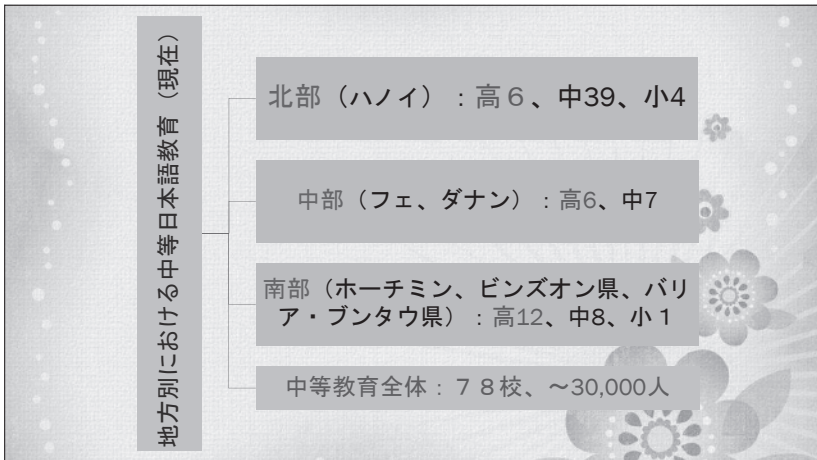 地方別における中等日本語教育（現在）
北部（ハノイ）：高６、中39、小4
中部（フェ、ダナン）：高6、中7
南部（ホーチミン、ビンズオン県、バリ
ア・ブンタウ県）：高12、中8、小１
中等教育全体：７８校、～30,000人